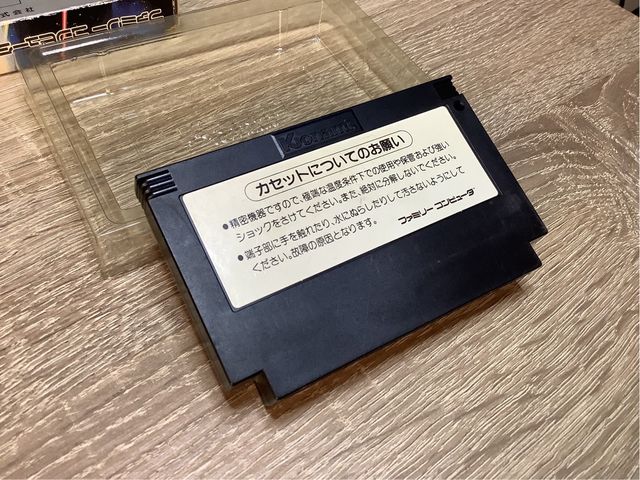 式会社
Konami
カセットについてのお願い
●精密機器ですので、極端な温度条件下での使用や保管および強い
ショックをさけてください。また、絶対に分解しないでください。
●端子部に手を触れたり、水にぬらしたりして汚さないようにして
ください。故障の原因となります。
ファミリーコンピュータ